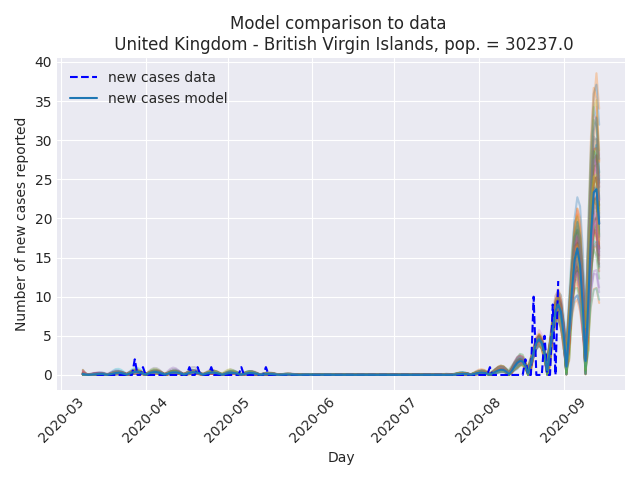 Model comparison to data
United Kingdom - British Virgin Islands, pop. = 30237.0
new cases data
new cases model
Number of new cases reported
40
35
30
25
20
15
10
5
0
2020-03
2020-04
2020-05
2020-06
2020-07
2020-08
2020-09
Day